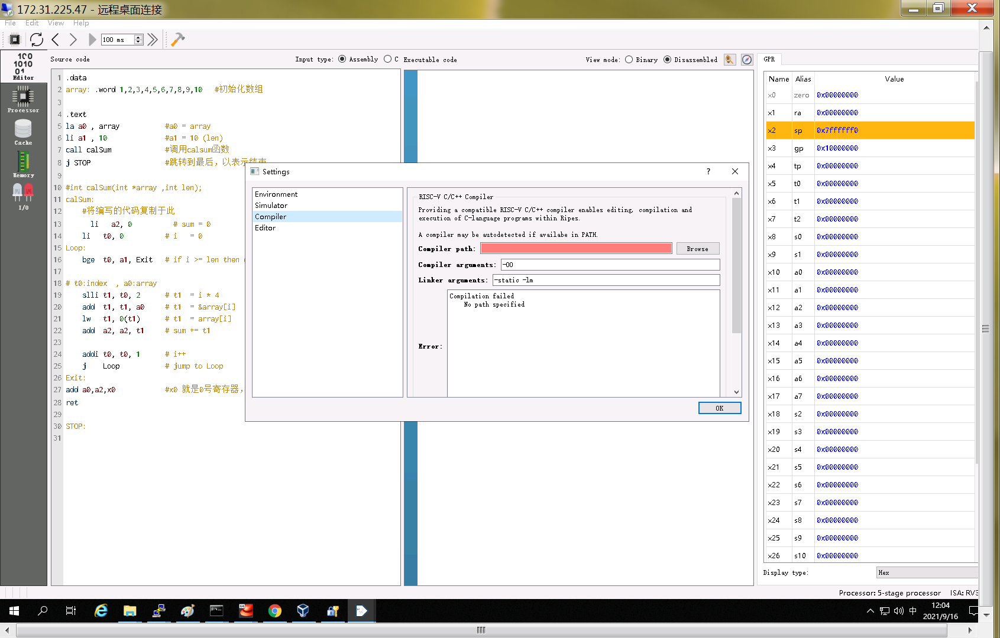 172.31.225.47 - 远程桌面连接
File Edit View Help
100 ms
Source code
Input type: Assembly C
Executable code
View mode: Binary Disassembled
GPR
Editor
Processor
Cache
Memory
I/O
1 .data
2 array: .word 1,2,3,4,5,6,7,8,9,10 #初始化数组
3
4 .text
5 la a0 , array #a0 = array
6 li a1 , 10 #a1 = 10 (len)
7 call calSum #调用calsum函数
8 j STOP #跳转到最后，以表示结束
9
10 #int calSum(int *array ,int len);
11 calSum:
12 #将编写的代码复制于此
13 li a2, 0 # sum = 0
14 li t0, 0 # i = 0
15 Loop:
16 bge t0, a1, Exit # if i >= len then
17
18 # t0:index , a0:array
19 slli t1, t0, 2 # t1 = i * 4
20 add t1, t1, a0 # t1 = &array[i]
21 lw t1, 0(t1) # t1 = array[i]
22 add a2, a2, t1 # sum += t1
23
24 addi t0, t0, 1 # i++
25 j Loop # jump to Loop
26 Exit:
27 add a0,a2,x0 #x0 就是0号寄存器，
28 ret
29
30 STOP:
31
Settings
?
Environment
Simulator
Compiler
Editor
RISC-V C/C++ Compiler
Providing a compatible RISC-V C/C++ compiler enables editing, compilation and
execution of C-language programs within Ripes.
A compiler may be autodetected if availabe in PATH.
Compiler path: Browse
Compiler arguments: -O0
Linker arguments: -static -lm
Compilation failed
No path specified
Error:
OK
Name Alias Value
x0 zero 0x00000000
x1 ra 0x00000000
x2 sp 0x7ffffff0
x3 gp 0x10000000
x4 tp 0x00000000
x5 t0 0x00000000
x6 t1 0x00000000
x7 t2 0x00000000
x8 s0 0x00000000
x9 s1 0x00000000
x10 a0 0x00000000
x11 a1 0x00000000
x12 a2 0x00000000
x13 a3 0x00000000
x14 a4 0x00000000
x15 a5 0x00000000
x16 a6 0x00000000
x17 a7 0x00000000
x18 s2 0x00000000
x19 s3 0x00000000
x20 s4 0x00000000
x21 s5 0x00000000
x22 s6 0x00000000
x23 s7 0x00000000
x24 s8 0x00000000
x25 s9 0x00000000
x26 s10 0x00000000
Display type: Hex
Processor: 5-stage processor ISA: RV3
中
12:04
2021/9/16